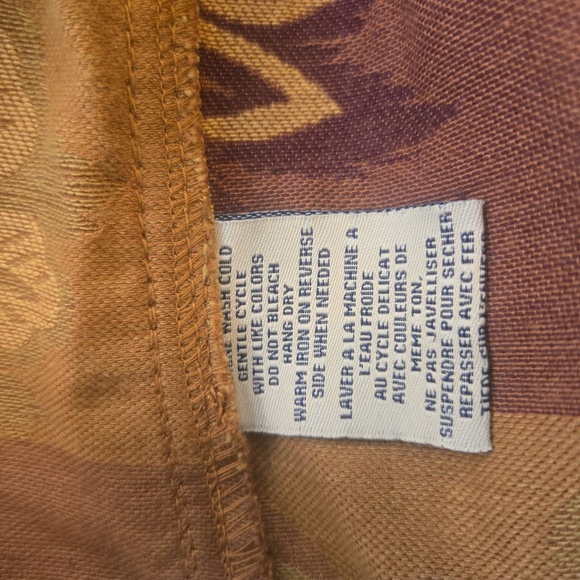 WASH COLD
GENTLE CYCLE
WITH LIKE COLORS
DO NOT BLEACH
HANG DRY
WARM IRON ON REVERSE
SIDE WHEN NEEDED
LAVER A LA MACHINE A
L'EAU FROIDE
AU CYCLE DELICAT
AVEC COULEURS DE
MEME TON.
NE PAS JAVELLISER
SUSPENDRE POUR SECHER
REPASSER AVEC FER